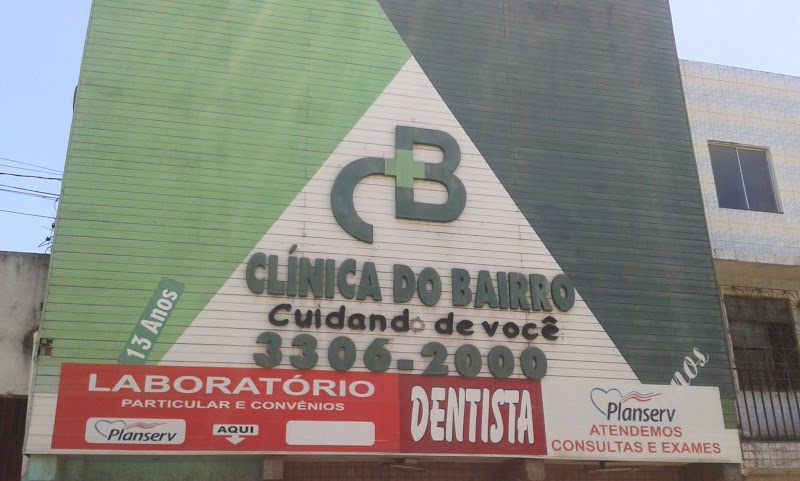 CB
CLÍNICA DO BAIRRO
Cuidando de você
3306-2000
13 Anos
nos
LABORATÓRIO
PARTICULAR E CONVÊNIOS
Planserv
AQUI
DENTISTA
Planserv
ATENDEMOS
CONSULTAS E EXAMES